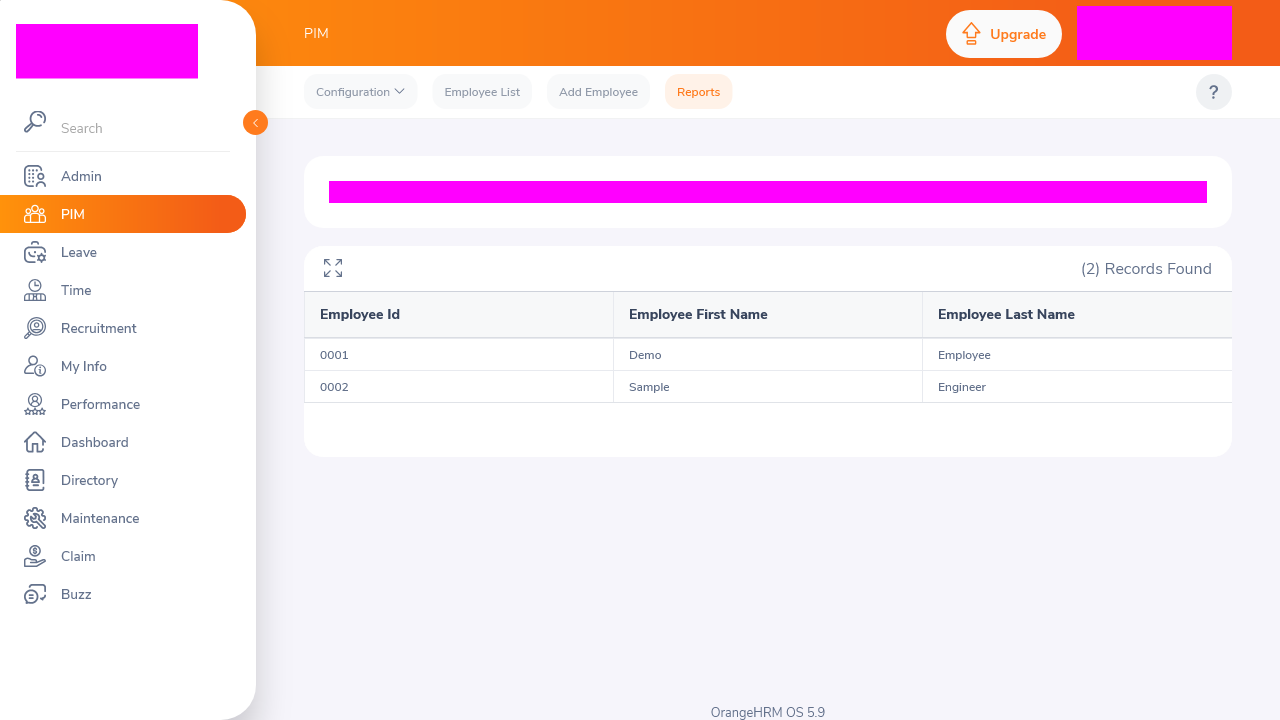 PIM
Upgrade
Configuration
Employee List
Add Employee
Reports
?
Search
Admin
PIM
Leave
Time
Recruitment
My Info
Performance
Dashboard
Directory
Maintenance
Claim
Buzz
(2) Records Found
Employee Id Employee First Name Employee Last Name
0001 Demo Employee
0002 Sample Engineer
OrangeHRM OS 5.9